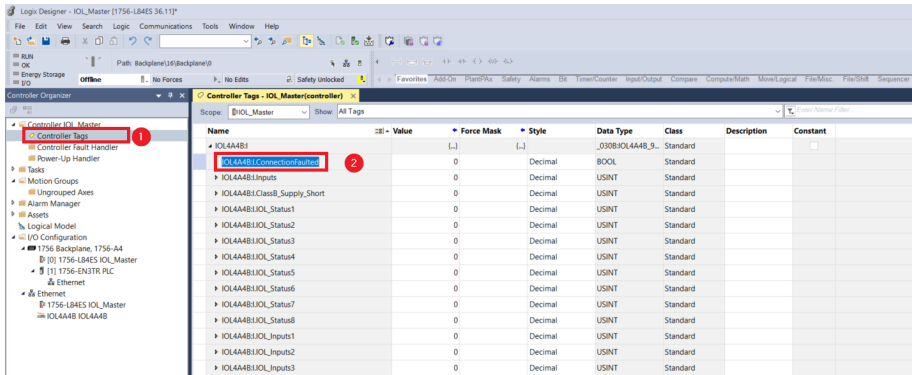 Logix Designer - IOL_Master [1756-L84ES 36.11]*
File Edit View Search Logic Communications Tools Window Help
RUN
OK
Energy Storage
I/O
Path: Backplane\16\Backplane\0
Offline No Forces No Edits Safety Unlocked
Favorites Add-On PlantPAx Safety Alarms Bit Timer/Counter Input/Output Compare Compute/Math Move/Logical File/Misc. File/Shift Sequencer
Controller Organizer
Controller IOL_Master
Controller Tags
1
Controller Fault Handler
Power-Up Handler
Tasks
Motion Groups
Ungrouped Axes
Alarm Manager
Assets
Logical Model
I/O Configuration
1756 Backplane, 1756-A4
[0] 1756-L84ES IOL_Master
[1] 1756-EN3TR PLC
Ethernet
Ethernet
1756-L84ES IOL_Master
IOL4A4B IOL4A4B
Controller Tags - IOL_Master(controller)
Scope: IOL_Master Show: All Tags Enter Name Filter...
Name Value Force Mask Style Data Type Class Description Constant
IOL4A4B:I {...} {...} _030B:IOL4A4B_9... Standard
IOL4A4B:I.ConnectionFaulted 2 0 Decimal BOOL Standard
IOL4A4B:I.Inputs 0 Decimal USINT Standard
IOL4A4B:I.ClassB_Supply_Short 0 Decimal USINT Standard
IOL4A4B:I.IOL_Status1 0 Decimal USINT Standard
IOL4A4B:I.IOL_Status2 0 Decimal USINT Standard
IOL4A4B:I.IOL_Status3 0 Decimal USINT Standard
IOL4A4B:I.IOL_Status4 0 Decimal USINT Standard
IOL4A4B:I.IOL_Status5 0 Decimal USINT Standard
IOL4A4B:I.IOL_Status6 0 Decimal USINT Standard
IOL4A4B:I.IOL_Status7 0 Decimal USINT Standard
IOL4A4B:I.IOL_Status8 0 Decimal USINT Standard
IOL4A4B:I.IOL_Inputs1 0 Decimal USINT Standard
IOL4A4B:I.IOL_Inputs2 0 Decimal USINT Standard
IOL4A4B:I.IOL_Inputs3 0 Decimal USINT Standard